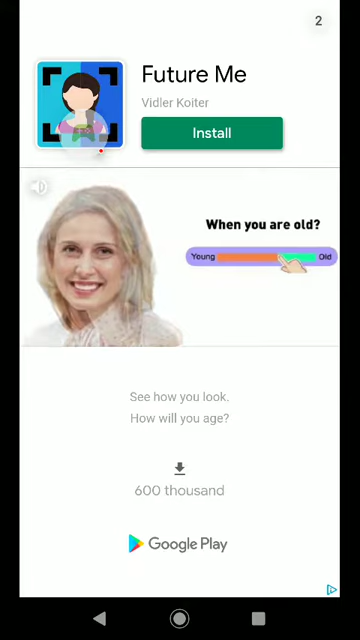 2
Future Me
Vidler Koiter
Install
When you are old?
Young
Old
See how you look.
How will you age?
600 thousand
Google Play